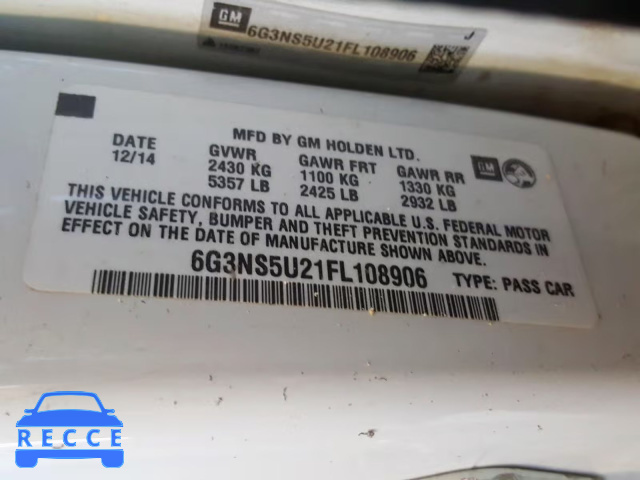 GM
6G3NS5U21FL108906
J
MFD BY GM HOLDEN LTD.
DATE GVWR GAWR FRT GAWR RR
12/14 2430 KG 1100 KG 1330 KG
5357 LB 2425 LB 2932 LB
GM
THIS VEHICLE CONFORMS TO ALL APPLICABLE U.S. FEDERAL MOTOR
VEHICLE SAFETY, BUMPER AND THEFT PREVENTION STANDARDS IN
EFFECT ON THE DATE OF MANUFACTURE SHOWN ABOVE.
6G3NS5U21FL108906
TYPE: PASS CAR
RECCE